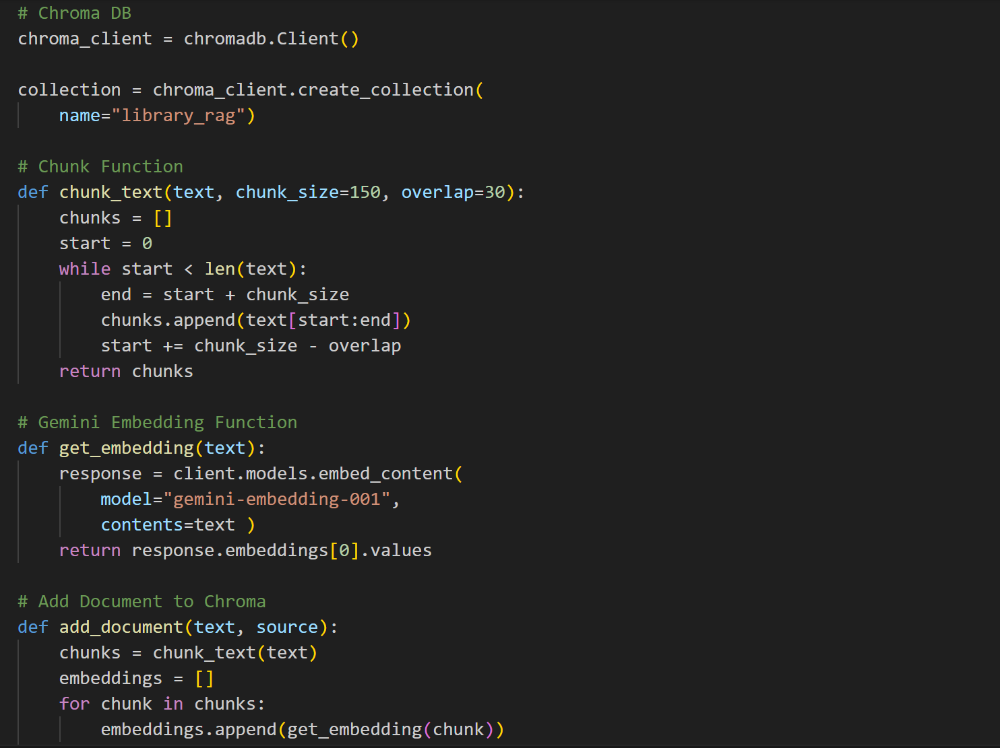 # Chroma DB
chroma_client = chromadb.Client()
collection = chroma_client.create_collection(
    name="library_rag")
# Chunk Function
def chunk_text(text, chunk_size=150, overlap=30):
    chunks = []
    start = 0
    while start < len(text):
        end = start + chunk_size
        chunks.append(text[start:end])
        start += chunk_size - overlap
    return chunks
# Gemini Embedding Function
def get_embedding(text):
    response = client.models.embed_content(
        model="gemini-embedding-001",
        contents=text )
    return response.embeddings[0].values
# Add Document to Chroma
def add_document(text, source):
    chunks = chunk_text(text)
    embeddings = []
    for chunk in chunks:
        embeddings.append(get_embedding(chunk))